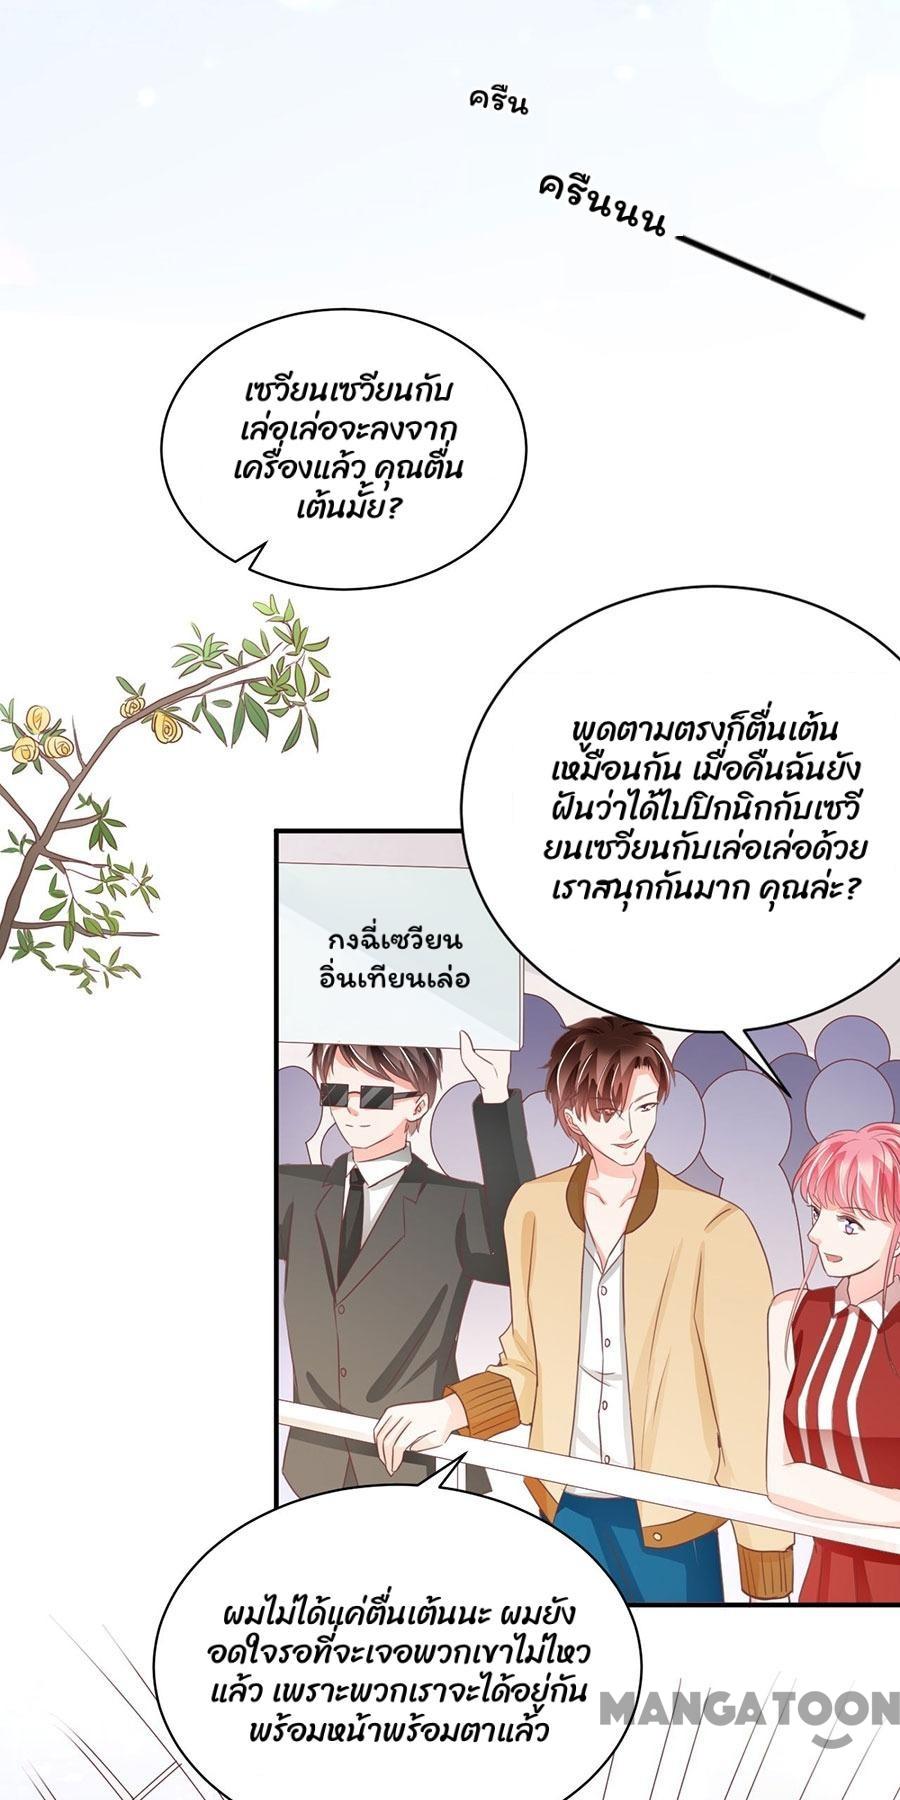 ครืน
ครืนนน
เซวียนเซวียนกับ
เล่อเล่อจะลงจาก
เครื่องแล้ว คุณตื่น
เต้นมั้ย?
พูดตามตรงก็ตื่นเต้น
เหมือนกัน เมื่อคืนฉันยัง
ฝันว่าได้ไปปิกนิกกับเซวี
ยนเซวียนกับเล่อเล่อด้วย
เราสนุกกันมาก คุณล่ะ?
กงฉี่เซวียน
อิ่นเทียนเล่อ
ผมไม่ได้แค่ตื่นเต้นนะ ผมยัง
อดใจรอที่จะเจอพวกเขาไม่ไหว
แล้ว เพราะพวกเราจะได้อยู่กัน
พร้อมหน้าพร้อมตาแล้ว
MANGATOON